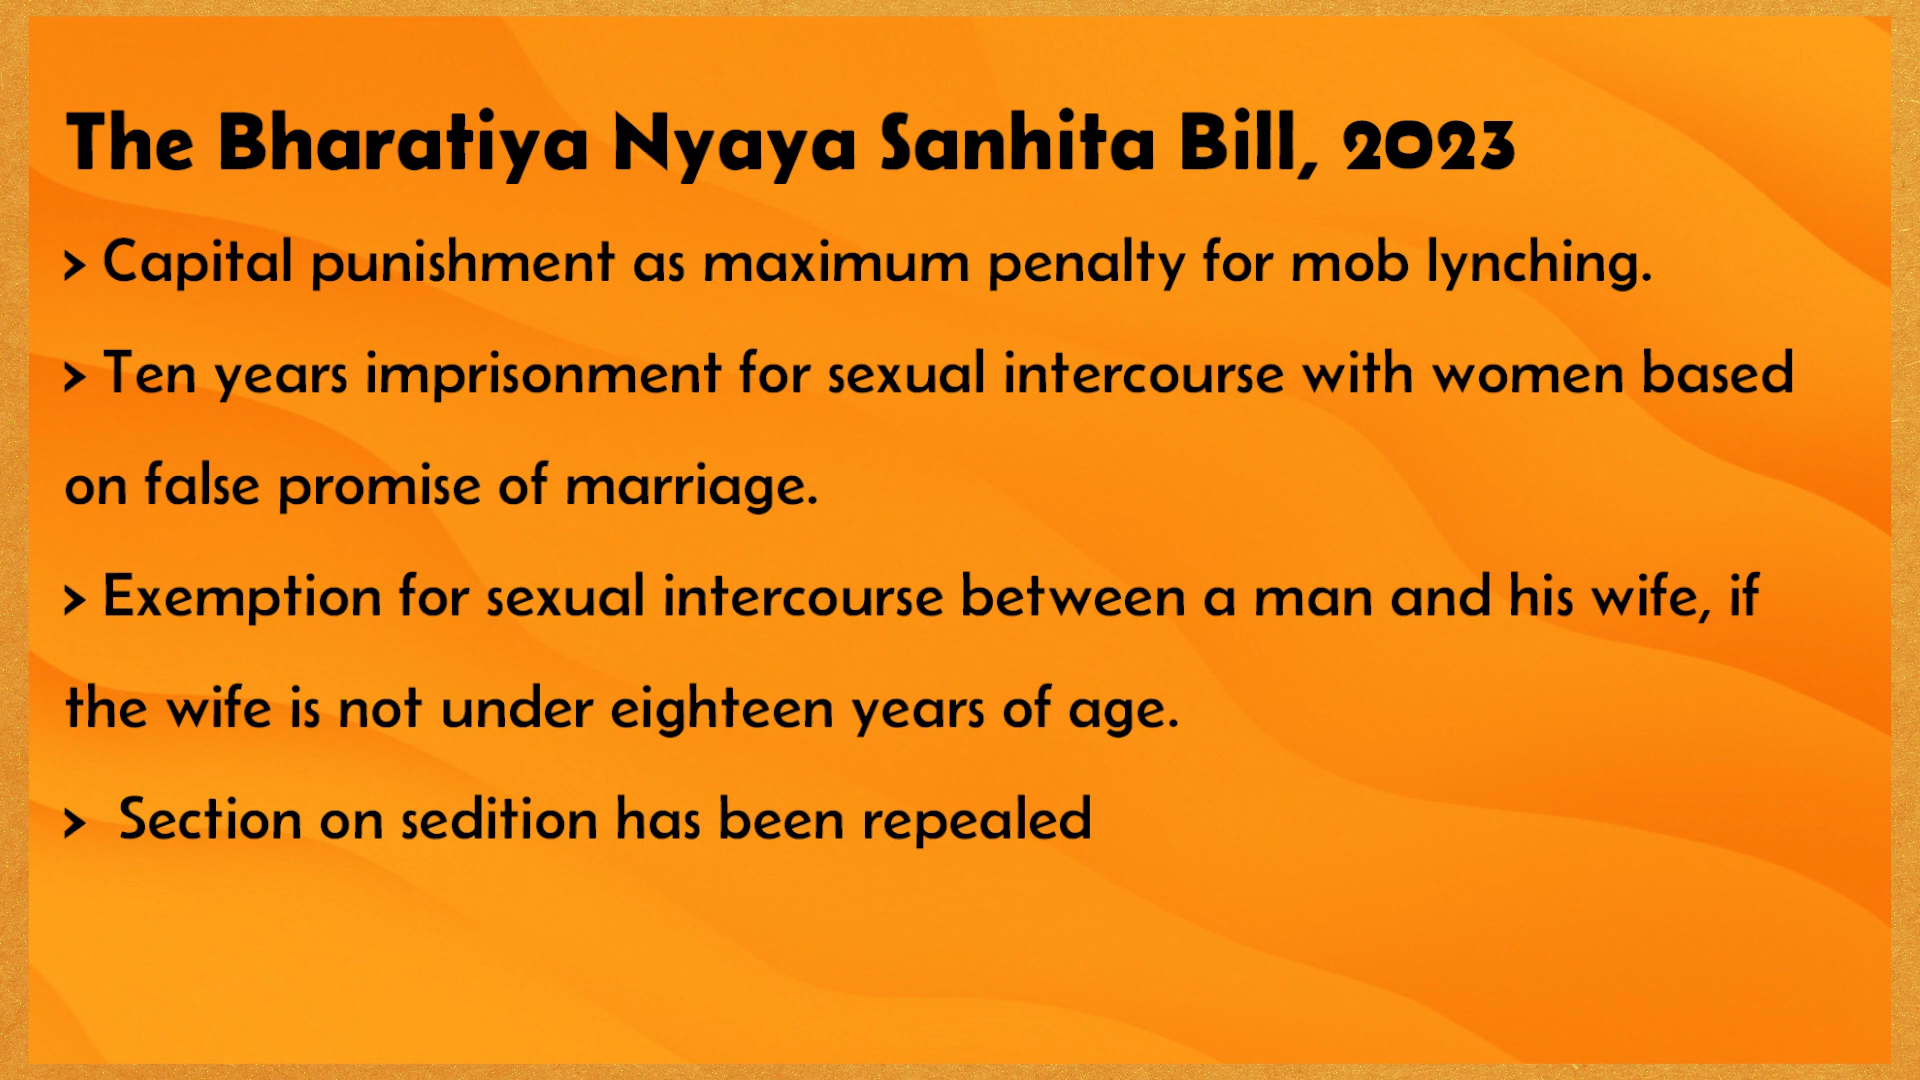 The Bharatiya Nyaya Sanhita Bill, 2023
> Capital punishment as maximum penalty for mob lynching.
> Ten years imprisonment for sexual intercourse with women based
on false promise of marriage.
> Exemption for sexual intercourse between a man and his wife, if
the wife is not under eighteen years of age.
> Section on sedition has been repealed